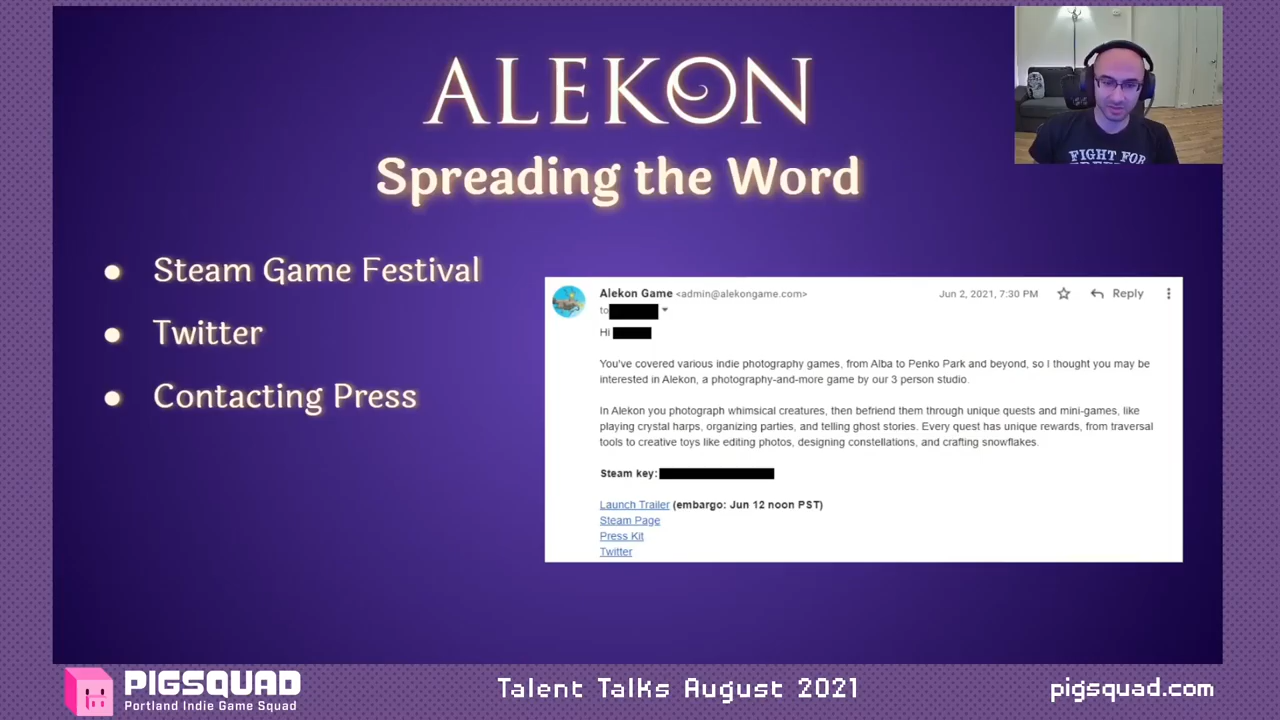 ALEKON
Spreading the Word
FIGHT FOR
● Steam Game Festival
● Twitter
● Contacting Press
Alekon Game <admin@alekongame.com>
Jun 2, 2021, 7:30 PM
Reply
to
Hi
You've covered various indie photography games, from Alba to Penko Park and beyond, so I thought you may be
interested in Alekon, a photography-and-more game by our 3 person studio.
In Alekon you photograph whimsical creatures, then befriend them through unique quests and mini-games, like
playing crystal harps, organizing parties, and telling ghost stories. Every quest has unique rewards, from traversal
tools to creative toys like editing photos, designing constellations, and crafting snowflakes.
Steam key:
Launch Trailer (embargo: Jun 12 noon PST)
Steam Page
Press Kit
Twitter
PIGSQUAD
Portland Indie Game Squad
Talent Talks August 2021
pigsquad.com